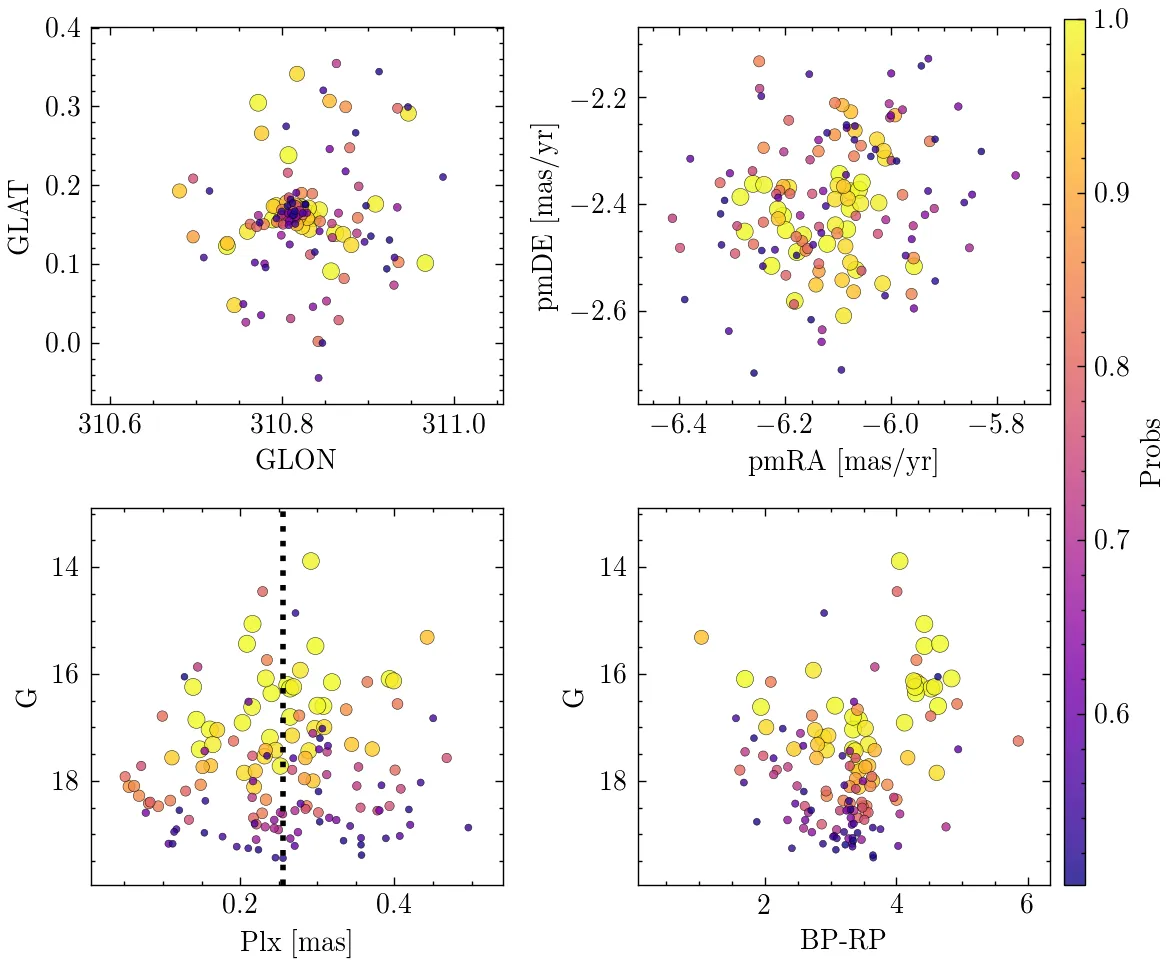 0.4
0.3
0.2
0.1
0.0
GLAT
310.6 310.8 311.0
GLON
−2.2
−2.4
−2.6
pmDE [mas/yr]
−6.4 −6.2 −6.0 −5.8
pmRA [mas/yr]
14
16
18
G
0.2 0.4
Plx [mas]
14
16
18
G
2 4 6
BP-RP
1.0
0.9
0.8
0.7
0.6
Probs